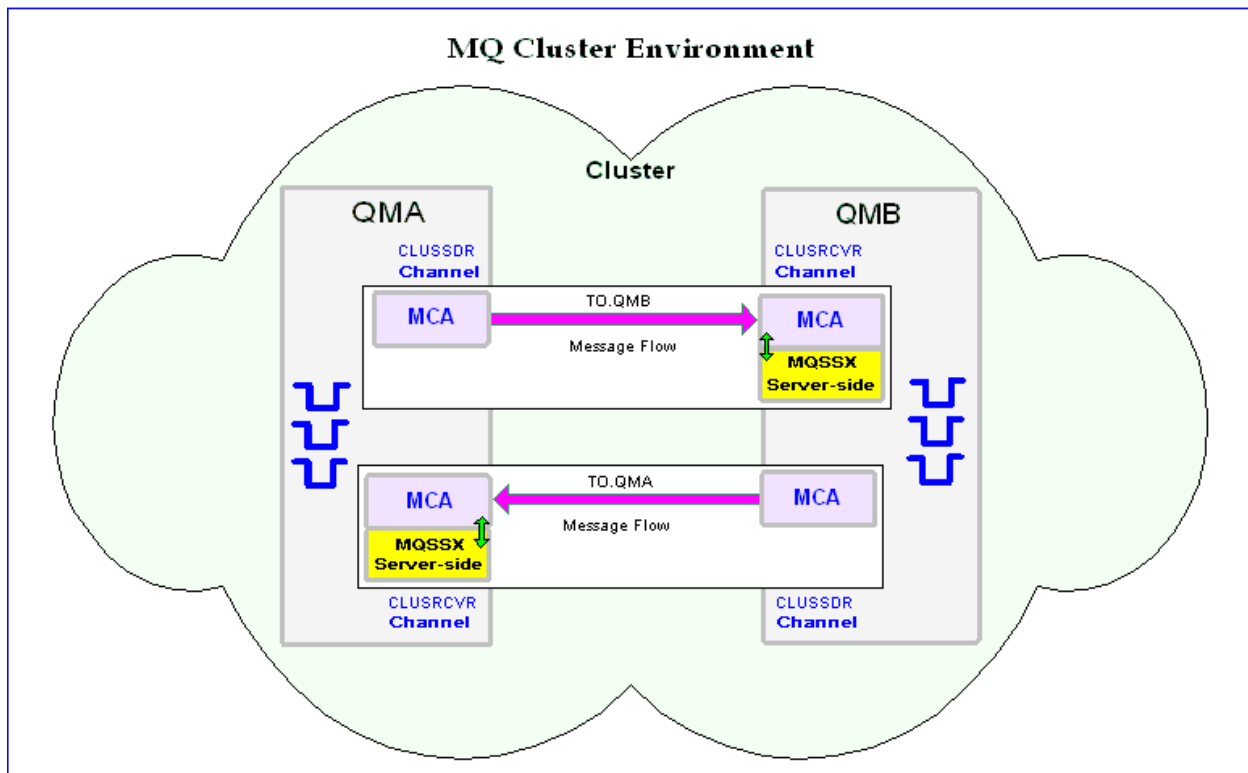 MQ Cluster Environment
Cluster
QMA
QMB
CLUSSDR
Channel
CLUSRCVR
Channel
MCA
TO.QMB
MCA
Message Flow
MQSSX
Server-side
MCA
TO.QMA
MCA
Message Flow
MQSSX
Server-side
CLUSRCVR
Channel
CLUSSDR
Channel